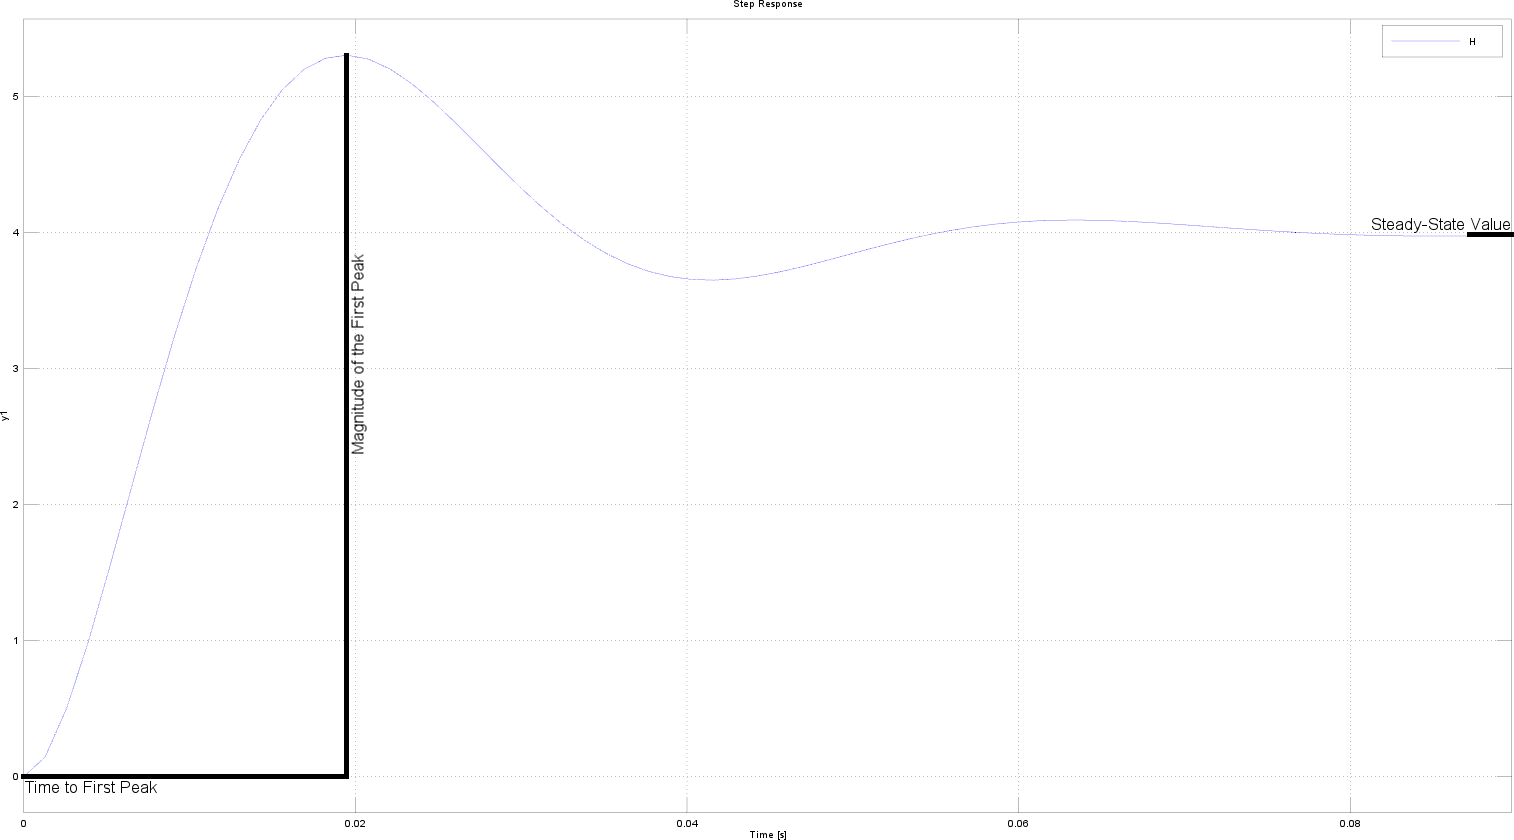 Step Response
H
5
4
3
2
1
0
y1
Magnitude of the First Peak
Steady-State Value
Time to First Peak
0
0.02
0.04
0.06
0.08
Time [s]